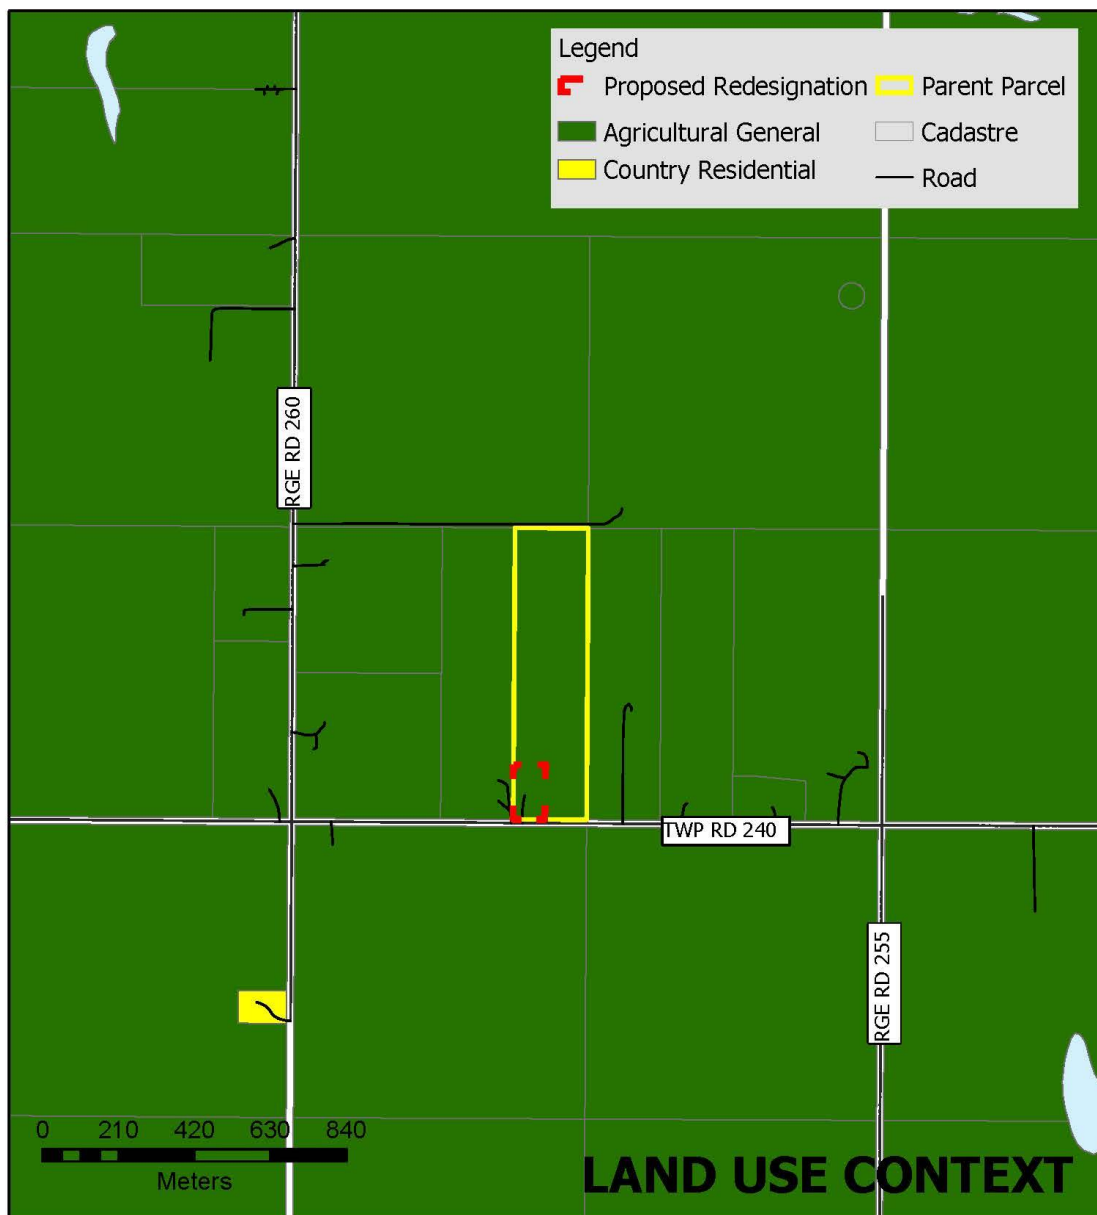 Legend
Proposed Redesignation
Parent Parcel
Agricultural General
Cadastre
Country Residential
Road
RGE RD 260
TWP RD 240
RGE RD 255
0 210 420 630 840
Meters
LAND USE CONTEXT